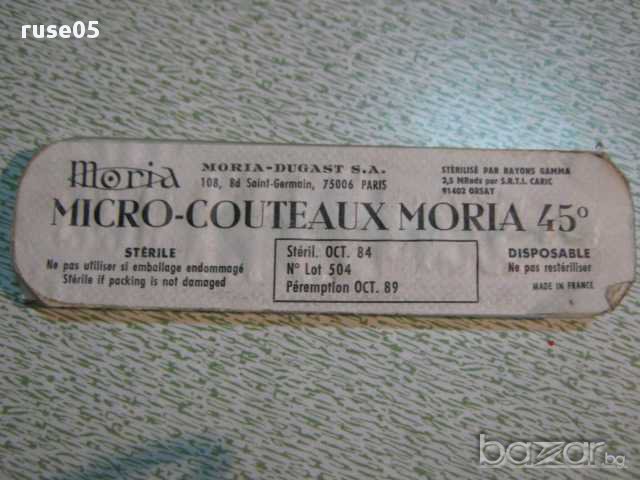 ruse05
Moria
MORIA-DUGAST S.A.
108, Bd Saint-Germain, 75006 PARIS
STÉRILISÉ PAR RAYONS GAMMA
2,5 MRads par S.R.T.I. CARIC
91402 ORSAY
MICRO-COUTEAUX MORIA 45°
STÉRILE
Ne pas utiliser si emballage endommagé
Stérile if packing is not damaged
Stéril. OCT. 84
N° Lot 504
Péremption OCT. 89
DISPOSABLE
Ne pas restériliser
MADE IN FRANCE
bazar.bg